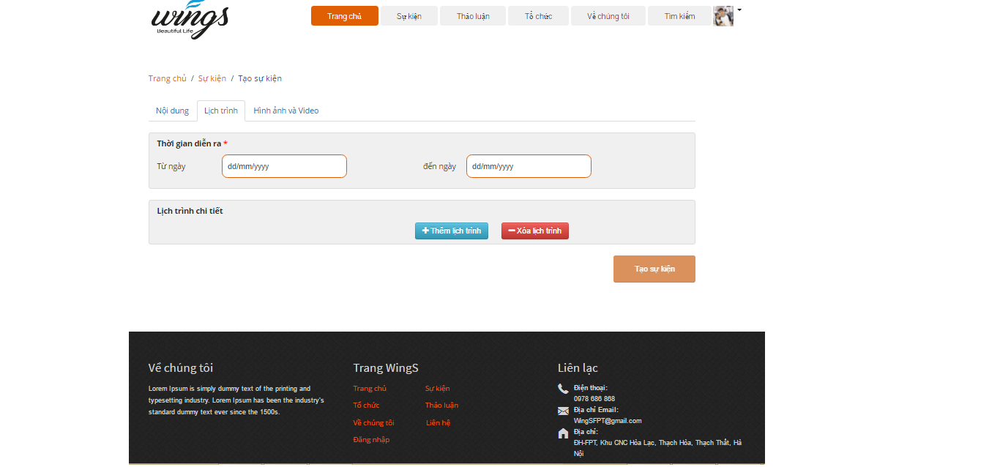 wings
Beautiful Life
Trang chủ Sự kiện Thảo luận Tổ chức Về chúng tôi Tìm kiếm
Trang chủ / Sự kiện / Tạo sự kiện
Nội dung Lịch trình Hình ảnh và Video
Thời gian diễn ra *
Từ ngày dd/mm/yyyy đến ngày dd/mm/yyyy
Lịch trình chi tiết
Thêm lịch trình Xóa lịch trình
Tạo sự kiện
Về chúng tôi
Lorem Ipsum is simply dummy text of the printing and
typesetting industry. Lorem Ipsum has been the industry's
standard dummy text ever since the 1500s.
Trang WingS
Trang chủ Sự kiện
Tổ chức Thảo luận
Về chúng tôi Liên hệ
Đăng nhập
Liên lạc
Điện thoại:
0978 686 868
Địa chỉ Email:
WingSFPT@gmail.com
Địa chỉ:
ĐH-FPT, Khu CNC Hòa Lạc, Thạch Hòa, Thạch Thất, Hà
Nội